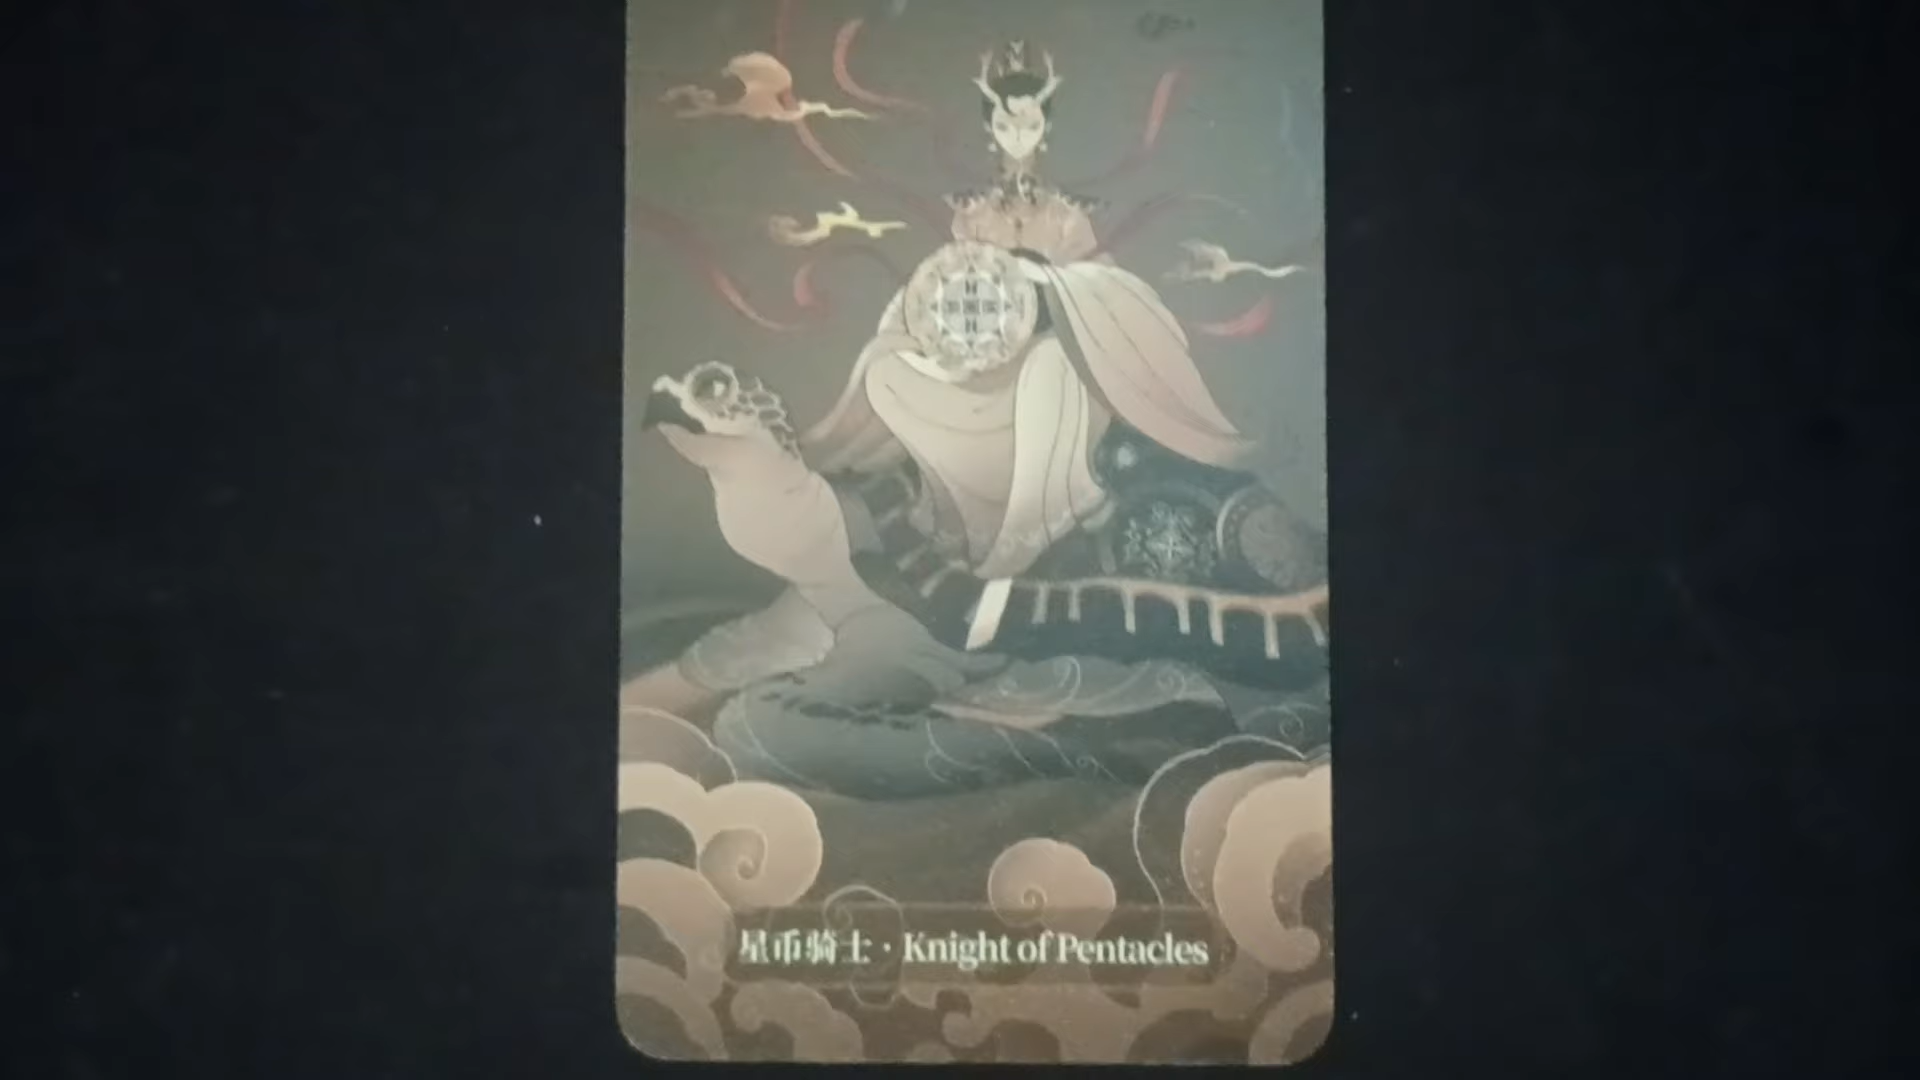 星币骑士·Knight of Pentacles